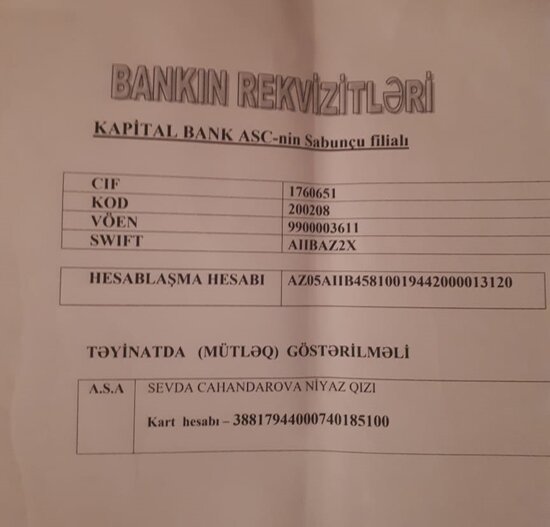 BANKIN REKVİZİTLƏRİ
KAPİTAL BANK ASC-nin Sabunçu filialı
CIF 1760651
KOD 200208
VÖEN 9900003611
SWIFT AIIBAZ2X
HESABLAŞMA HESABI AZ05AIIB45810019442000013120
TƏYİNATDA (MÜTLƏQ) GÖSTƏRİLMƏLİ
A.S.A SEVDA CAHANDAROVA NİYAZ QIZI
Kart hesabı – 38817944000740185100